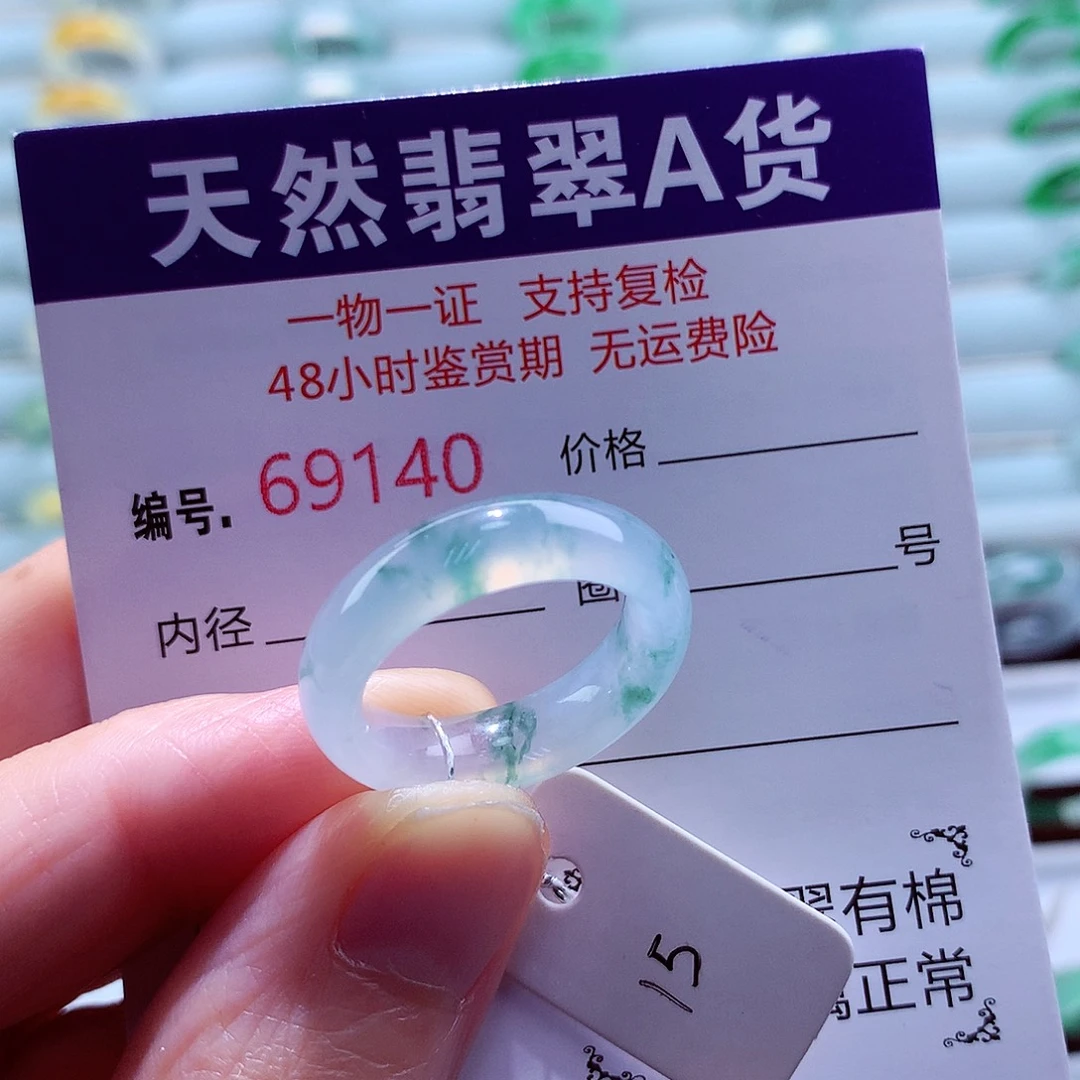 天然翡翠A货
一物一证 支持复检
48小时鉴赏期 无运费险
编号. 69140 价格
内径 圈 号
翠有棉
正常
15